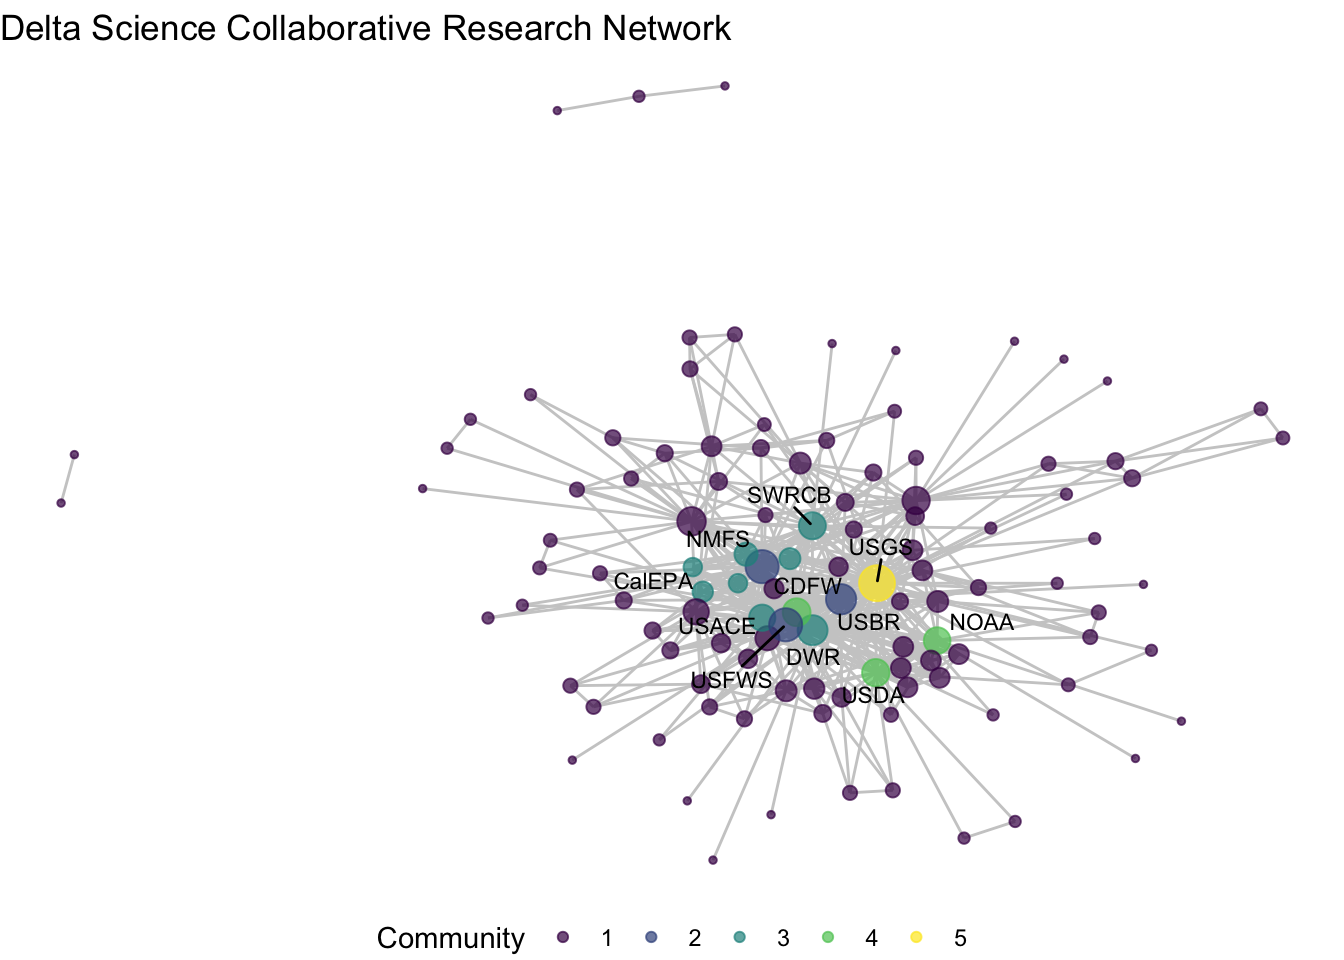 Delta Science Collaborative Research Network
SWRCB
NMFS
USGS
CalEPA
CDFW
USACE
USBR
NOAA
DWR
USFWS
USDA
Community 1 2 3 4 5